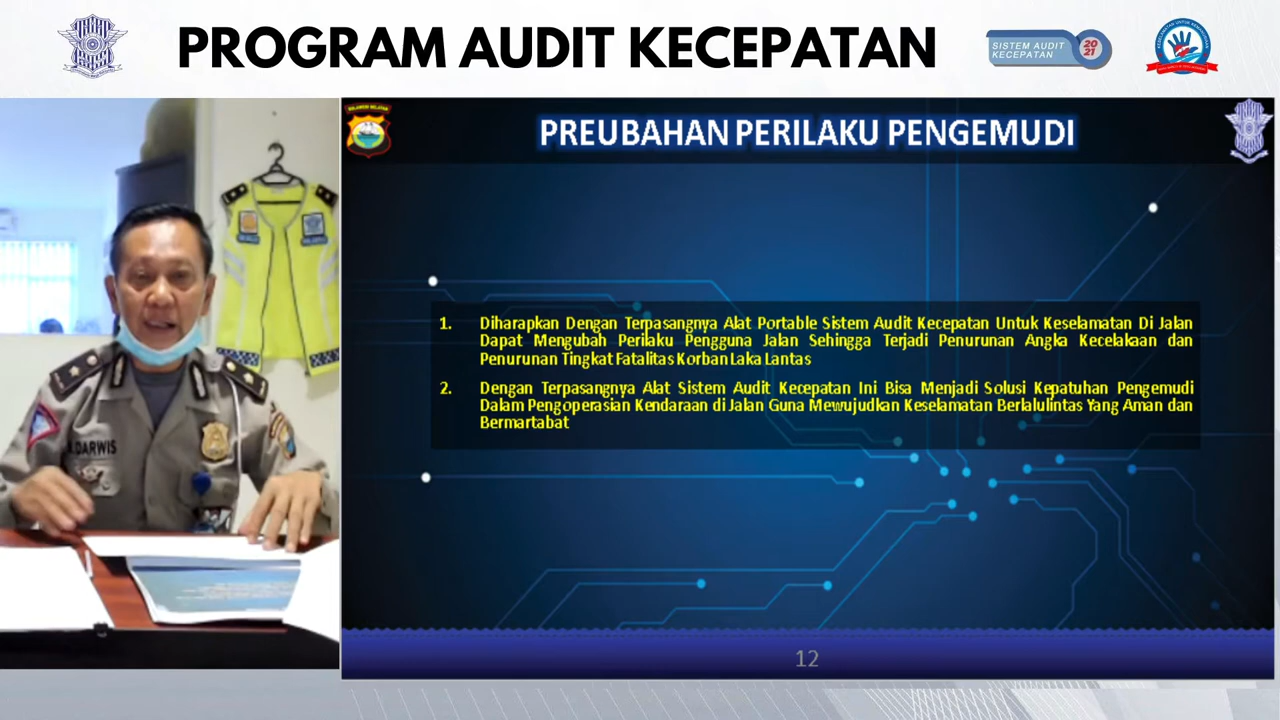 PROGRAM AUDIT KECEPATAN
SISTEM AUDIT
KECEPATAN
20
21
PREUBAHAN PERILAKU PENGEMUDI
1. Diharapkan Dengan Terpasangnya Alat Portable Sistem Audit Kecepatan Untuk Keselamatan Di Jalan
Dapat Mengubah Perilaku Pengguna Jalan Sehingga Terjadi Penurunan Angka Kecelakaan dan
Penurunan Tingkat Fatalitas Korban Laka Lantas
2. Dengan Terpasangnya Alat Sistem Audit Kecepatan Ini Bisa Menjadi Solusi Kepatuhan Pengemudi
Dalam Pengoperasian Kendaraan di Jalan Guna Mewujudkan Keselamatan Berlalulintas Yang Aman dan
Bermartabat
DARWIS
12